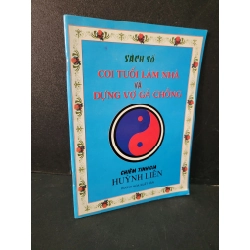 SÁCH SỐ
COI TUỔI LÀM NHÀ
VÀ
DỰNG VỢ GẢ CHỒNG
CHIÊM TINH GIA
HUỲNH LIÊN